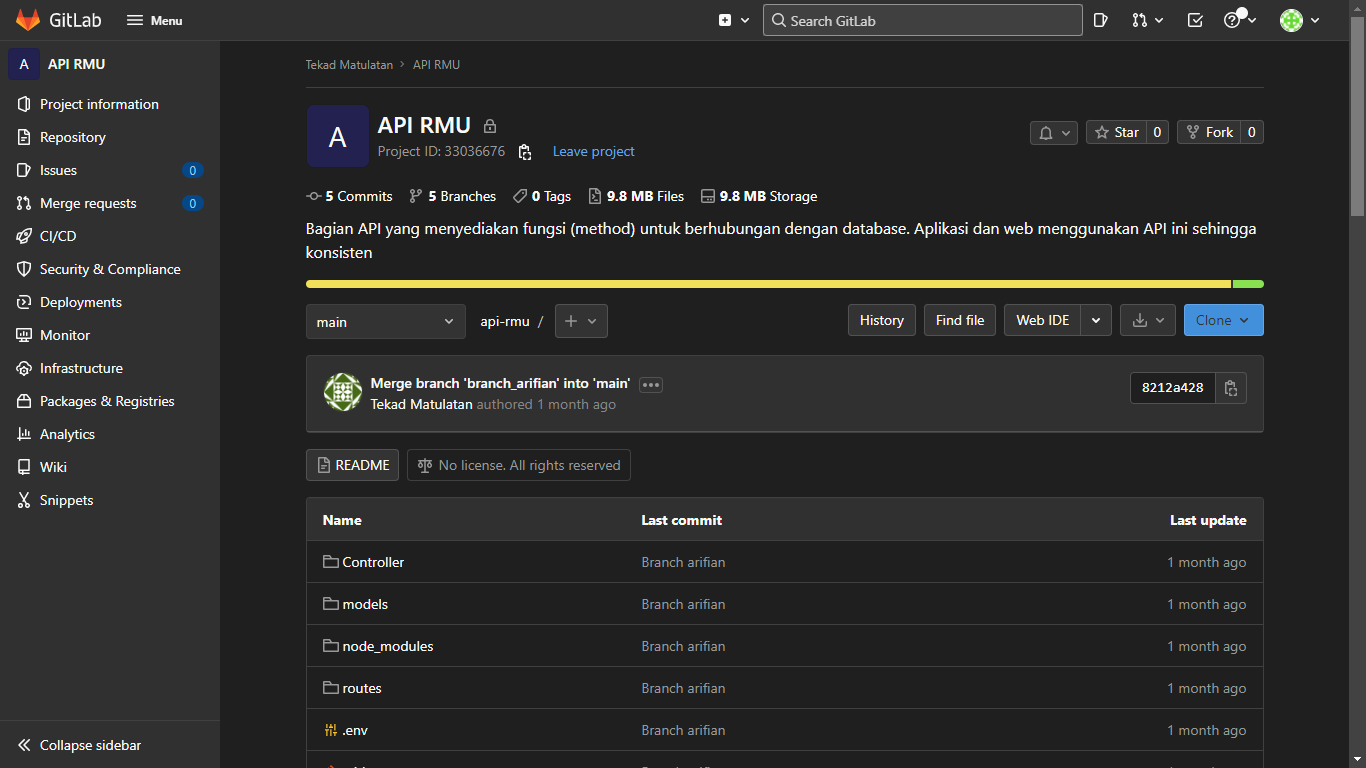 GitLab Menu Search GitLab
A API RMU
Project information
Repository
Issues 0
Merge requests 0
CI/CD
Security & Compliance
Deployments
Monitor
Infrastructure
Packages & Registries
Analytics
Wiki
Snippets
Collapse sidebar
Tekad Matulatan › API RMU
A
API RMU
Project ID: 33036676 Leave project
Star 0 Fork 0
5 Commits 5 Branches 0 Tags 9.8 MB Files 9.8 MB Storage
Bagian API yang menyediakan fungsi (method) untuk berhubungan dengan database. Aplikasi dan web menggunakan API ini sehingga
konsisten
main api-rmu / History Find file Web IDE Clone
Merge branch 'branch_arifian' into 'main'
Tekad Matulatan authored 1 month ago
8212a428
README No license. All rights reserved
Name Last commit Last update
Controller Branch arifian 1 month ago
models Branch arifian 1 month ago
node_modules Branch arifian 1 month ago
routes Branch arifian 1 month ago
.env Branch arifian 1 month ago